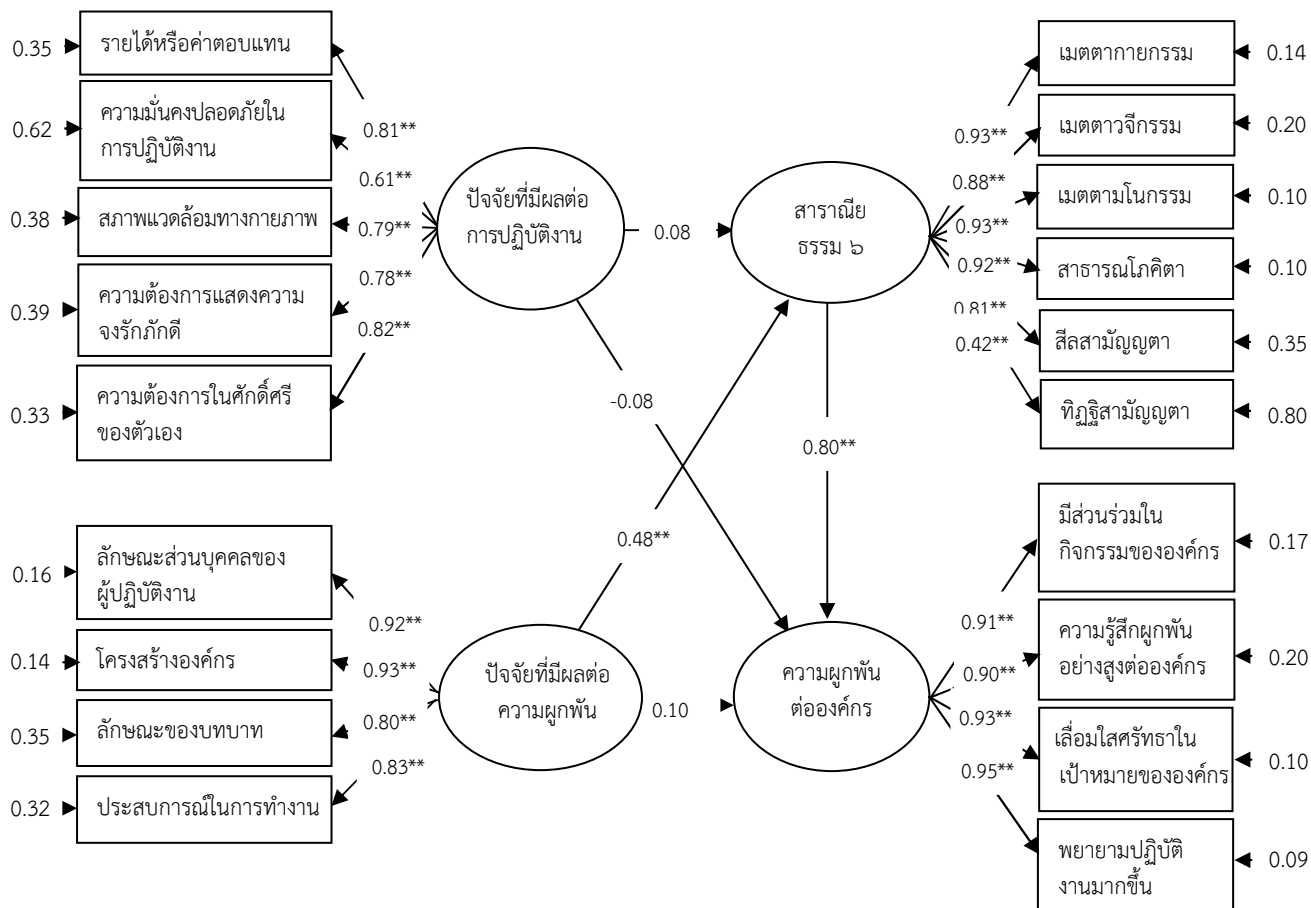 0.35
รายได้หรือค่าตอบแทน
0.62
ความมั่นคงปลอดภัยใน
การปฏิบัติงาน
0.38
สภาพแวดล้อมทางกายภาพ
0.39
ความต้องการแสดงความ
จงรักภักดี
0.33
ความต้องการในศักดิ์ศรี
ของตัวเอง
0.81**
0.61**
0.79**
0.78**
0.82**
ปัจจัยที่มีผลต่อ
การปฏิบัติงาน
0.08
-0.08
สาราณีย
ธรรม ๖
0.93**
0.88**
0.93**
0.92**
0.81**
0.42**
เมตตากายกรรม
0.14
เมตตาวจีกรรม
0.20
เมตตามโนกรรม
0.10
สาธารณโภคิตา
0.10
สีลสามัญญตา
0.35
ทิฏฐิสามัญญตา
0.80
0.80**
0.48**
0.16
ลักษณะส่วนบุคคลของ
ผู้ปฏิบัติงาน
0.14
โครงสร้างองค์กร
0.35
ลักษณะของบทบาท
0.32
ประสบการณ์ในการทำงาน
0.92**
0.93**
0.80**
0.83**
ปัจจัยที่มีผลต่อ
ความผูกพัน
0.10
ความผูกพัน
ต่อองค์กร
0.91**
0.90**
0.93**
0.95**
มีส่วนร่วมใน
กิจกรรมขององค์กร
0.17
ความรู้สึกผูกพัน
อย่างสูงต่อองค์กร
0.20
เลื่อมใสศรัทธาใน
เป้าหมายขององค์กร
0.10
พยายามปฏิบัติ
งานมากขึ้น
0.09